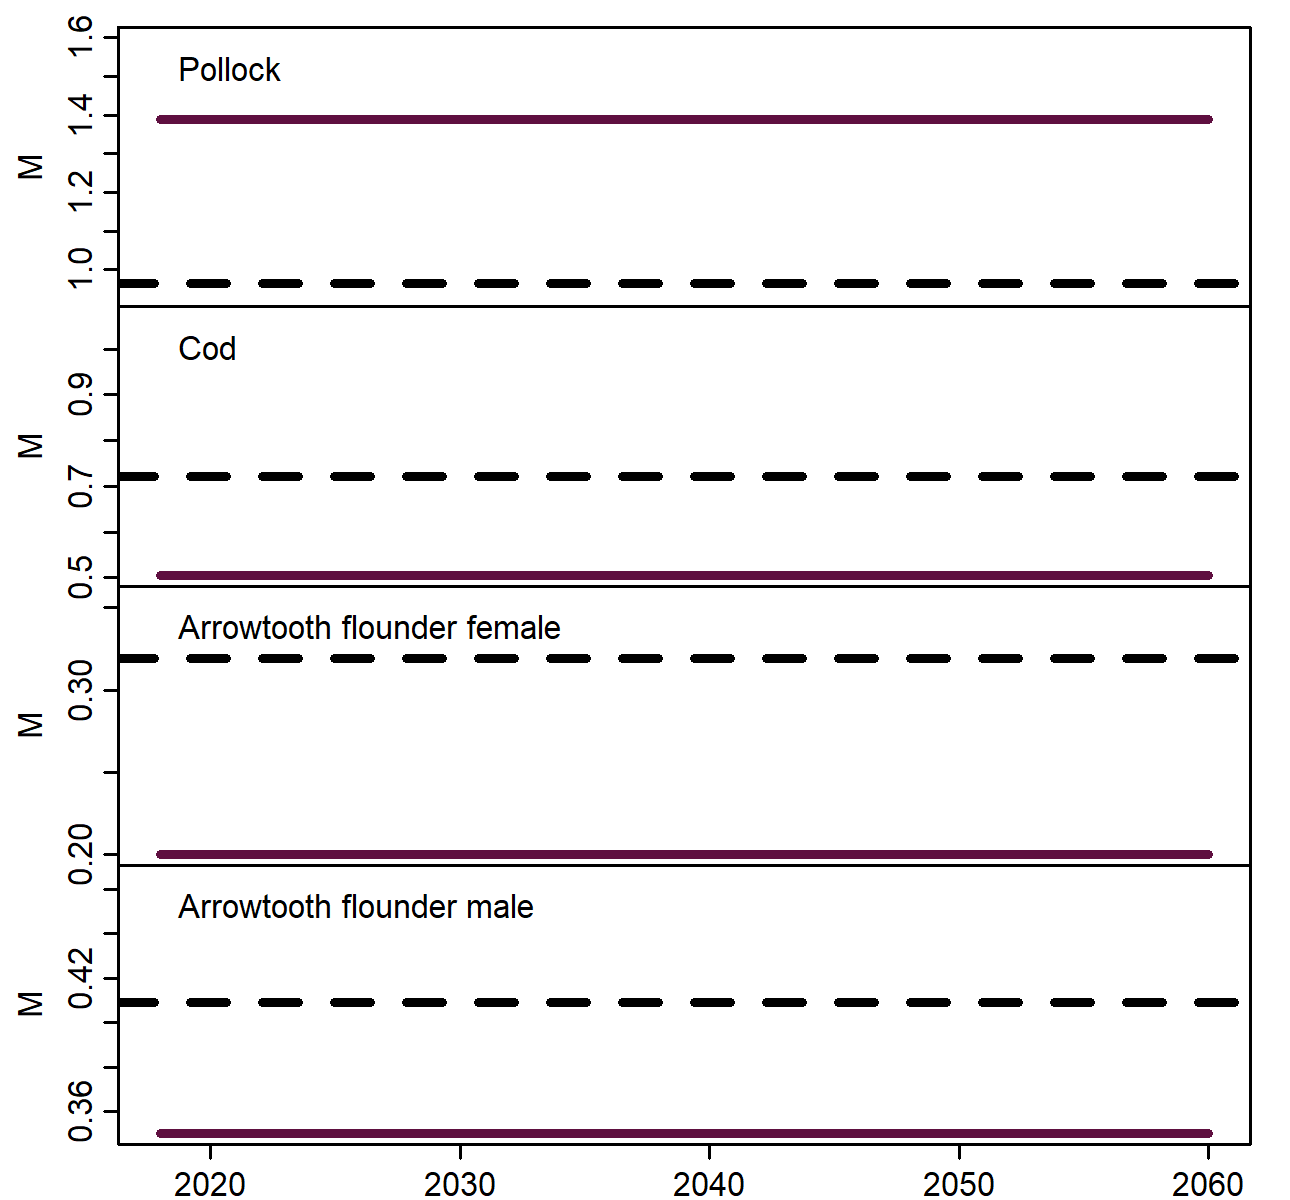 Pollock
M
1.6
1.4
1.2
1.0
Cod
M
0.9
0.7
0.5
Arrowtooth flounder female
M
0.30
0.20
Arrowtooth flounder male
M
0.42
0.36
2020 2030 2040 2050 2060